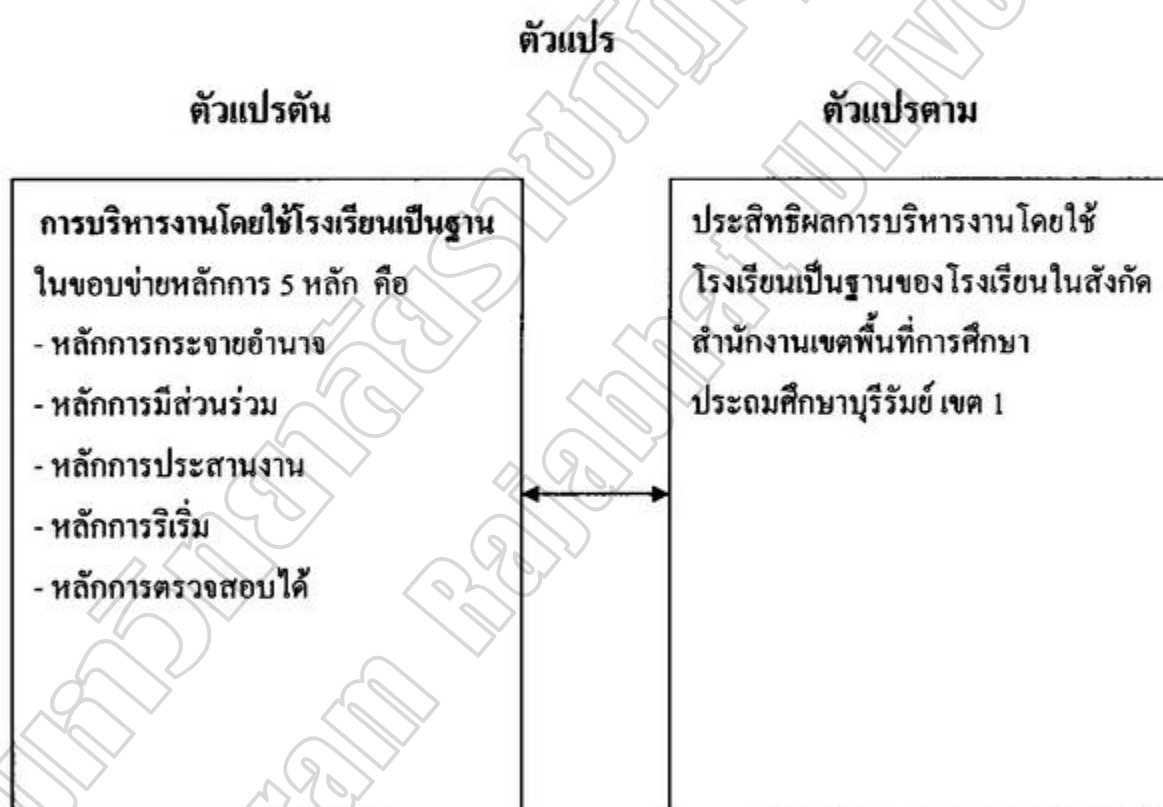 ตัวแปร
ตัวแปรต้น
ตัวแปรตาม
การบริหารงานโดยใช้โรงเรียนเป็นฐาน
ในขอบข่ายหลักการ 5 หลัก คือ
- หลักการกระจายอำนาจ
- หลักการมีส่วนร่วม
- หลักการประสานงาน
- หลักการริเริ่ม
- หลักการตรวจสอบได้
ประสิทธิผลการบริหารงานโดยใช้
โรงเรียนเป็นฐานของโรงเรียนในสังกัด
สำนักงานเขตพื้นที่การศึกษา
ประถมศึกษาบุรีรัมย์ เขต 1
Rajabhat